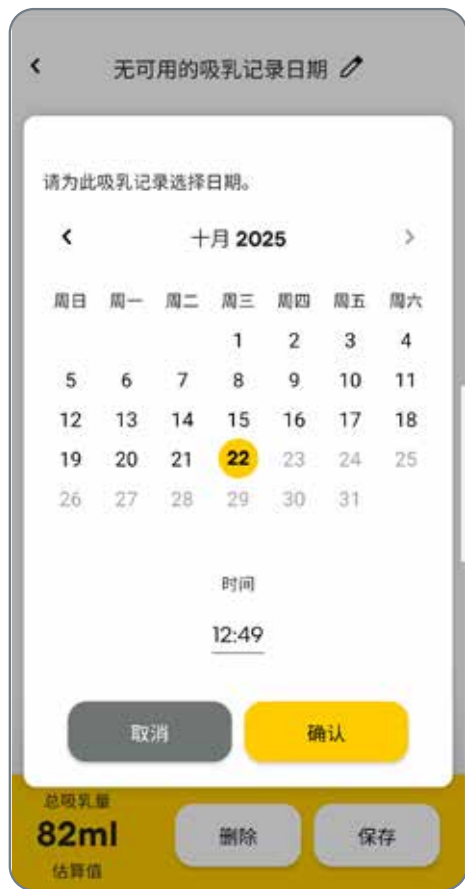 无可用的吸乳记录日期
请为此吸乳记录选择日期。
十月 2025
周日 周一 周二 周三 周四 周五 周六
1 2 3 4
5 6 7 8 9 10 11
12 13 14 15 16 17 18
19 20 21 22 23 24 25
26 27 28 29 30 31
时间
12:49
取消 确认
总吸乳量
82ml 删除 保存
估算值